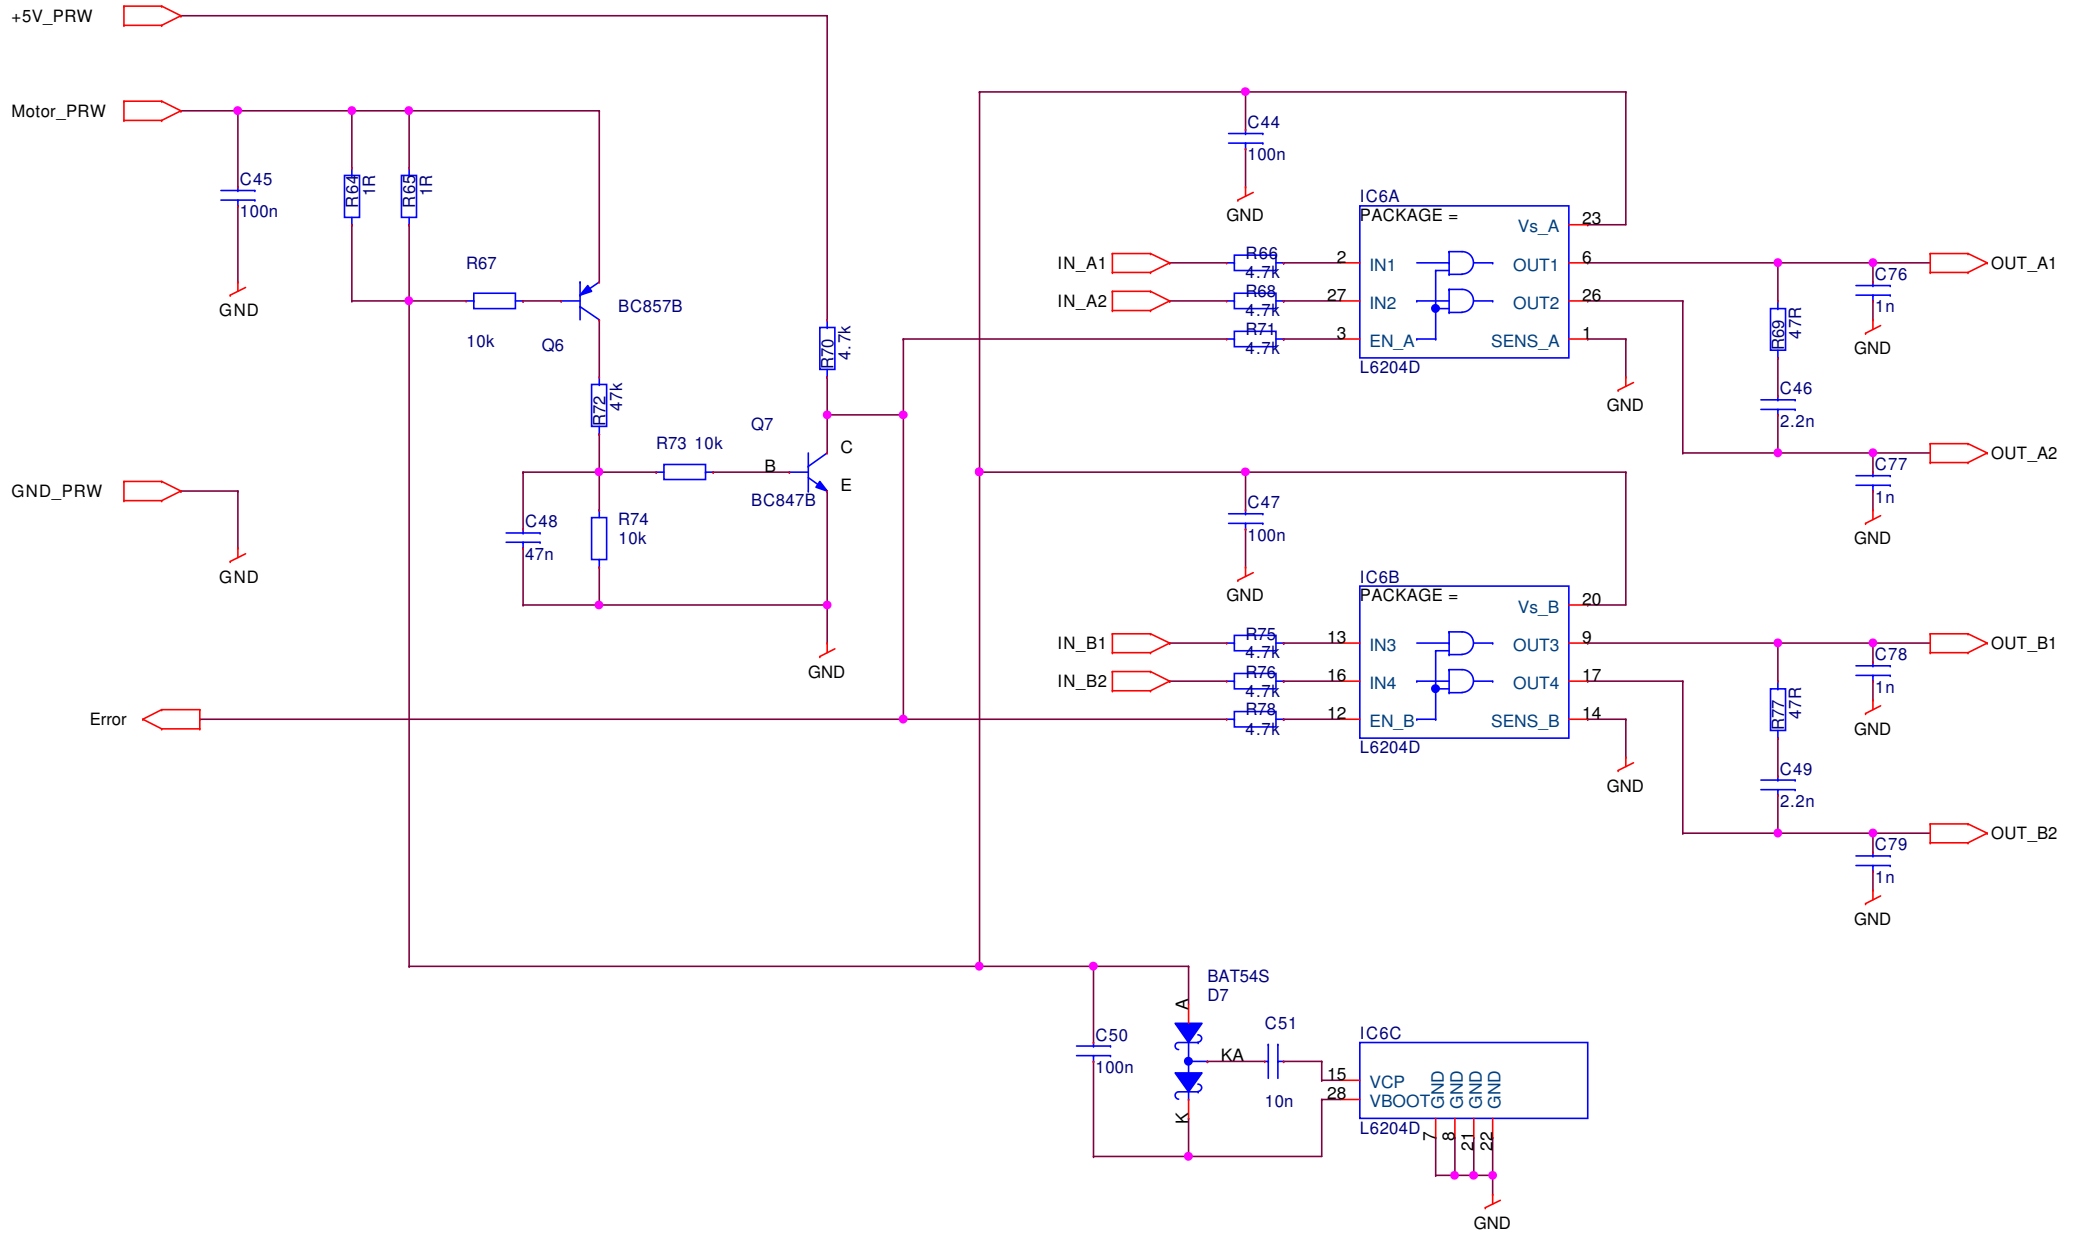 +5V_PRW
Motor_PRW
C45
100n
GND
R64
1R
R65
1R
R67
10k
BC857B
Q6
R72
47k
R70
4.7k
Q7
R73 10k
B
C
E
BC847B
C48
47n
R74
10k
GND
GND_PRW
GND
Error
C44
100n
GND
IC6A
PACKAGE =
Vs_A
23
IN_A1
R66
4.7k
2
IN1
OUT1
6
IN_A2
R68
4.7k
27
IN2
OUT2
26
R71
4.7k
3
EN_A
SENS_A
1
L6204D
GND
OUT_A1
C76
1n
GND
R69
47R
C46
2.2n
OUT_A2
C77
1n
GND
C47
100n
GND
IC6B
PACKAGE =
Vs_B
20
IN_B1
R75
4.7k
13
IN3
OUT3
9
IN_B2
R76
4.7k
16
IN4
OUT4
17
R78
4.7k
12
EN_B
SENS_B
14
L6204D
GND
OUT_B1
C78
1n
GND
R77
47R
C49
2.2n
OUT_B2
C79
1n
GND
BAT54S
D7
A
C50
100n
KA
K
C51
10n
IC6C
15
VCP
28
VBOOT
GND
GND
GND
GND
L6204D
7
8
21
22
GND